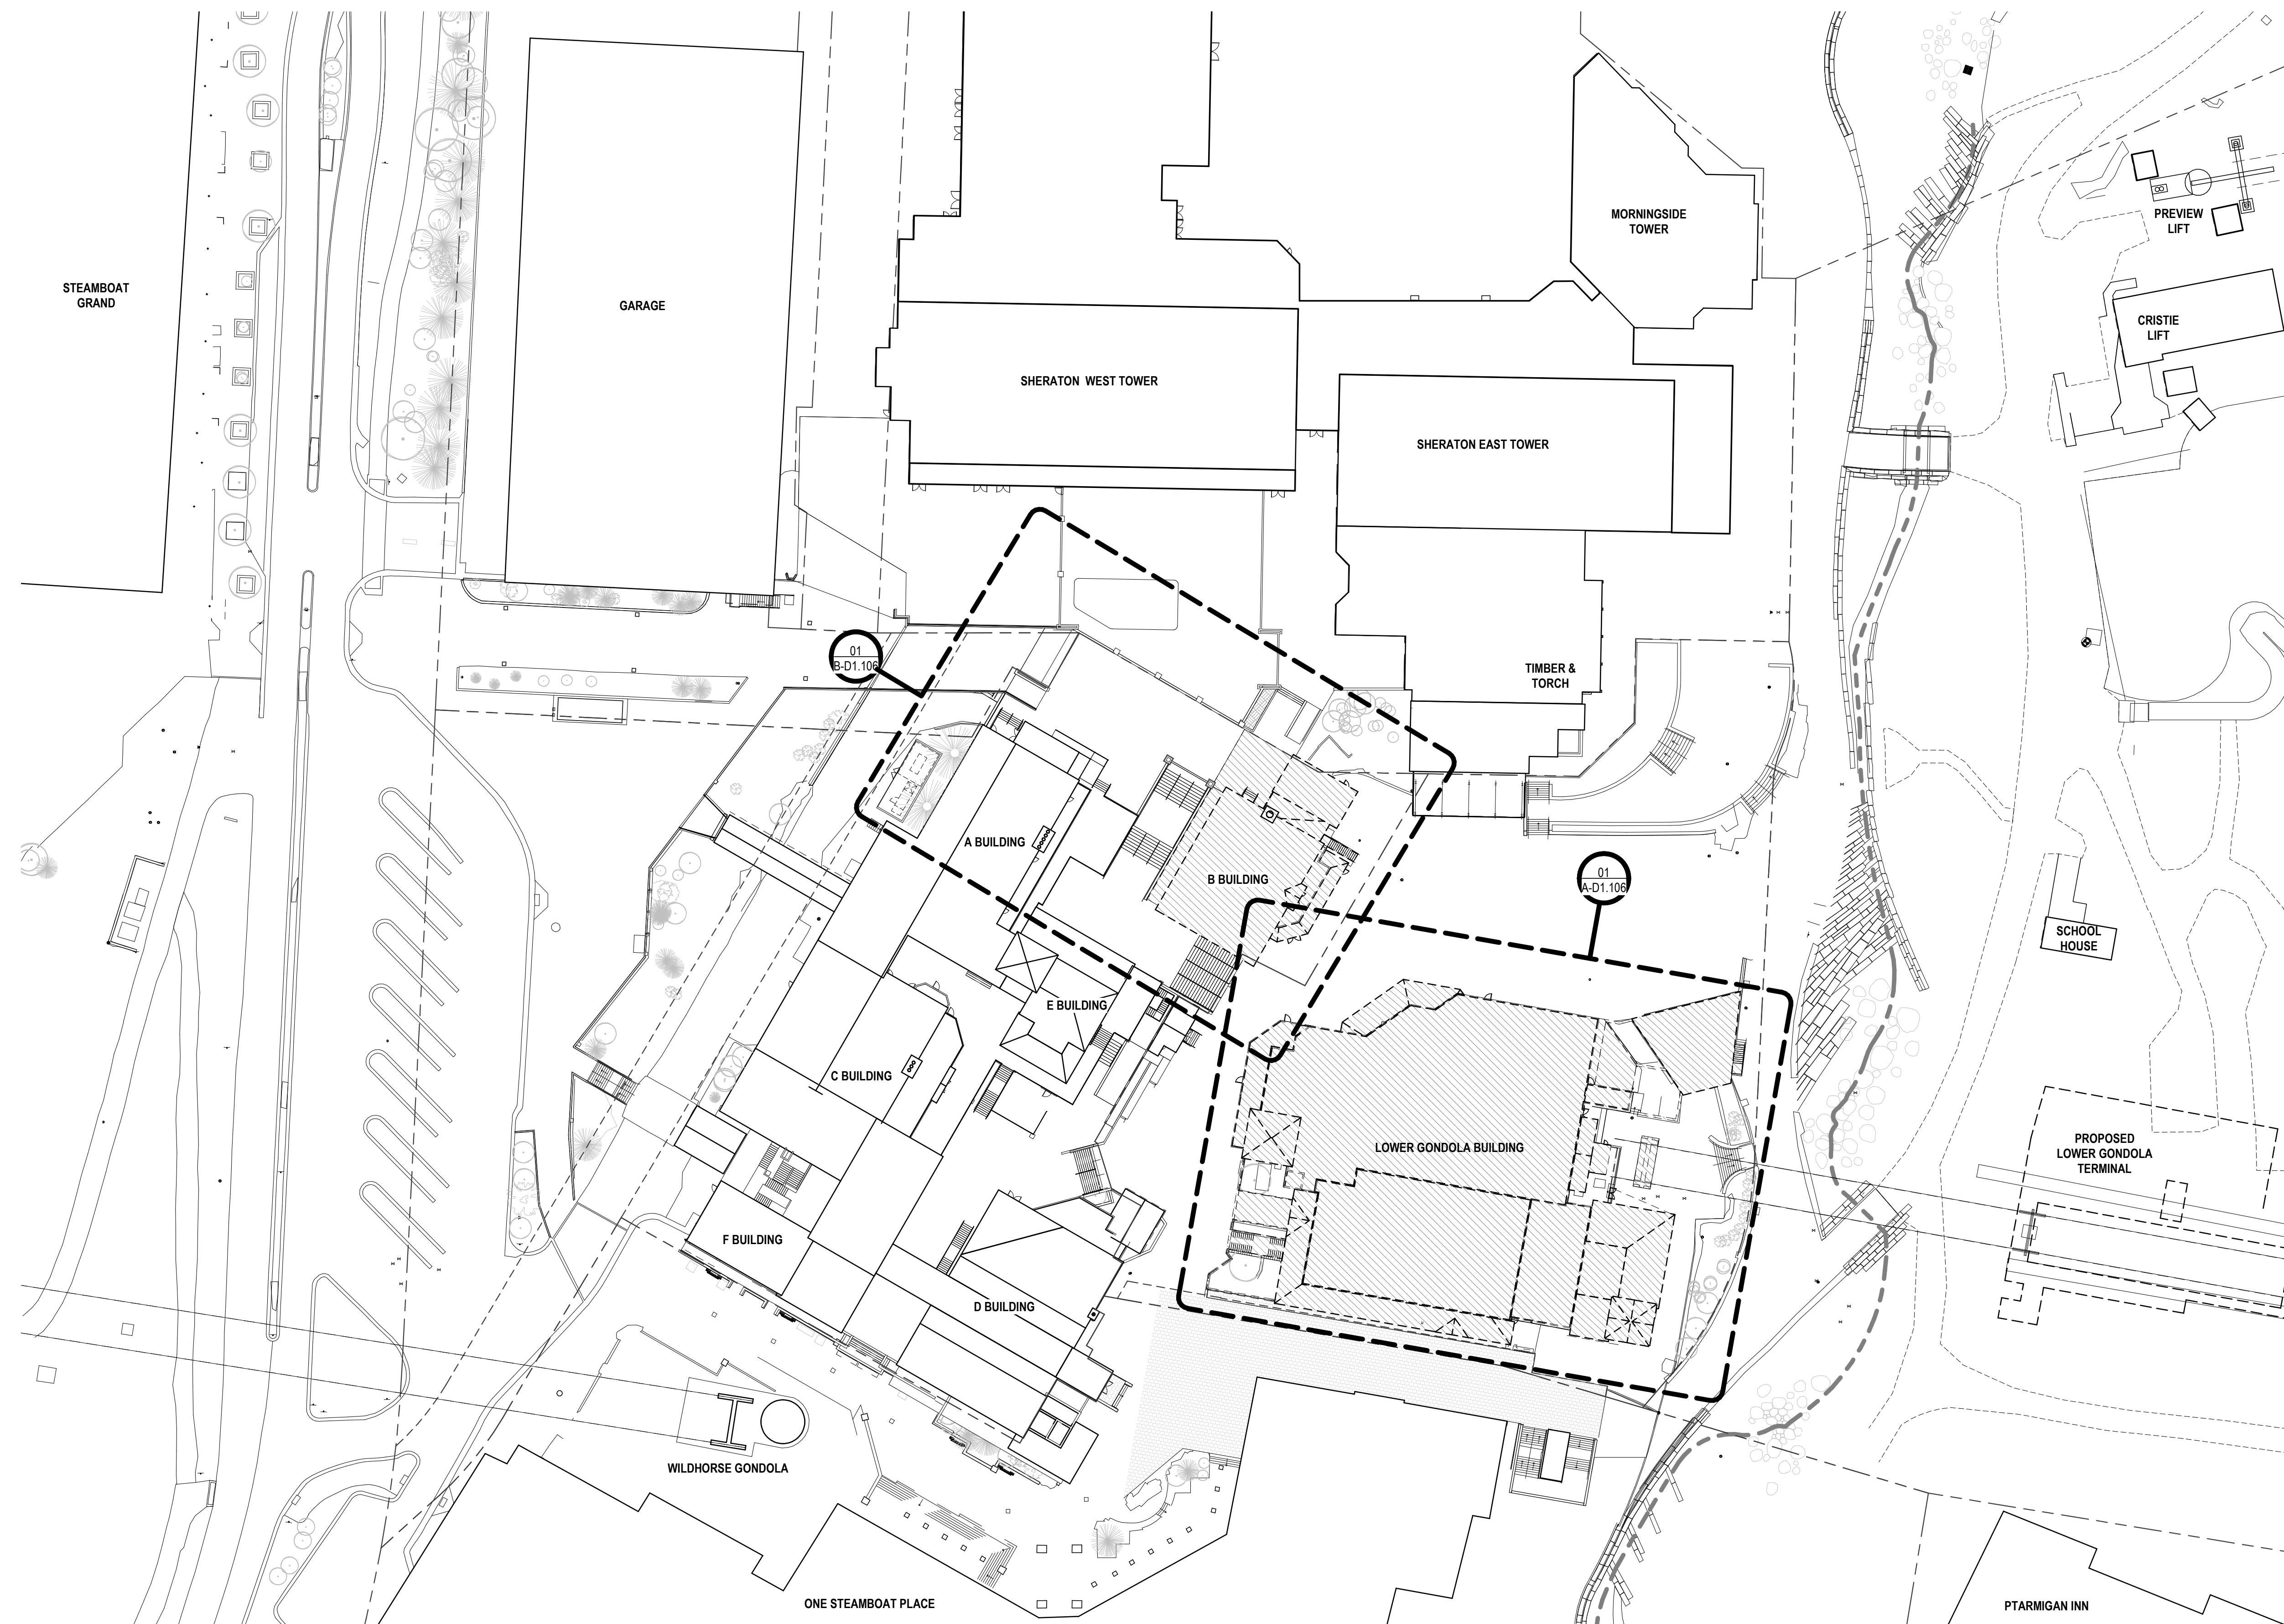 MORNINGSIDE
TOWER
PREVIEW
LIFT
STEAMBOAT
GRAND
GARAGE
CRISTIE
LIFT
SHERATON WEST TOWER
SHERATON EAST TOWER
01
B-D1.106
TIMBER &
TORCH
A BUILDING
B BUILDING
01
A-D1.106
SCHOOL
HOUSE
E BUILDING
C BUILDING
LOWER GONDOLA BUILDING
PROPOSED
LOWER GONDOLA
TERMINAL
F BUILDING
D BUILDING
WILDHORSE GONDOLA
ONE STEAMBOAT PLACE
PTARMIGAN INN